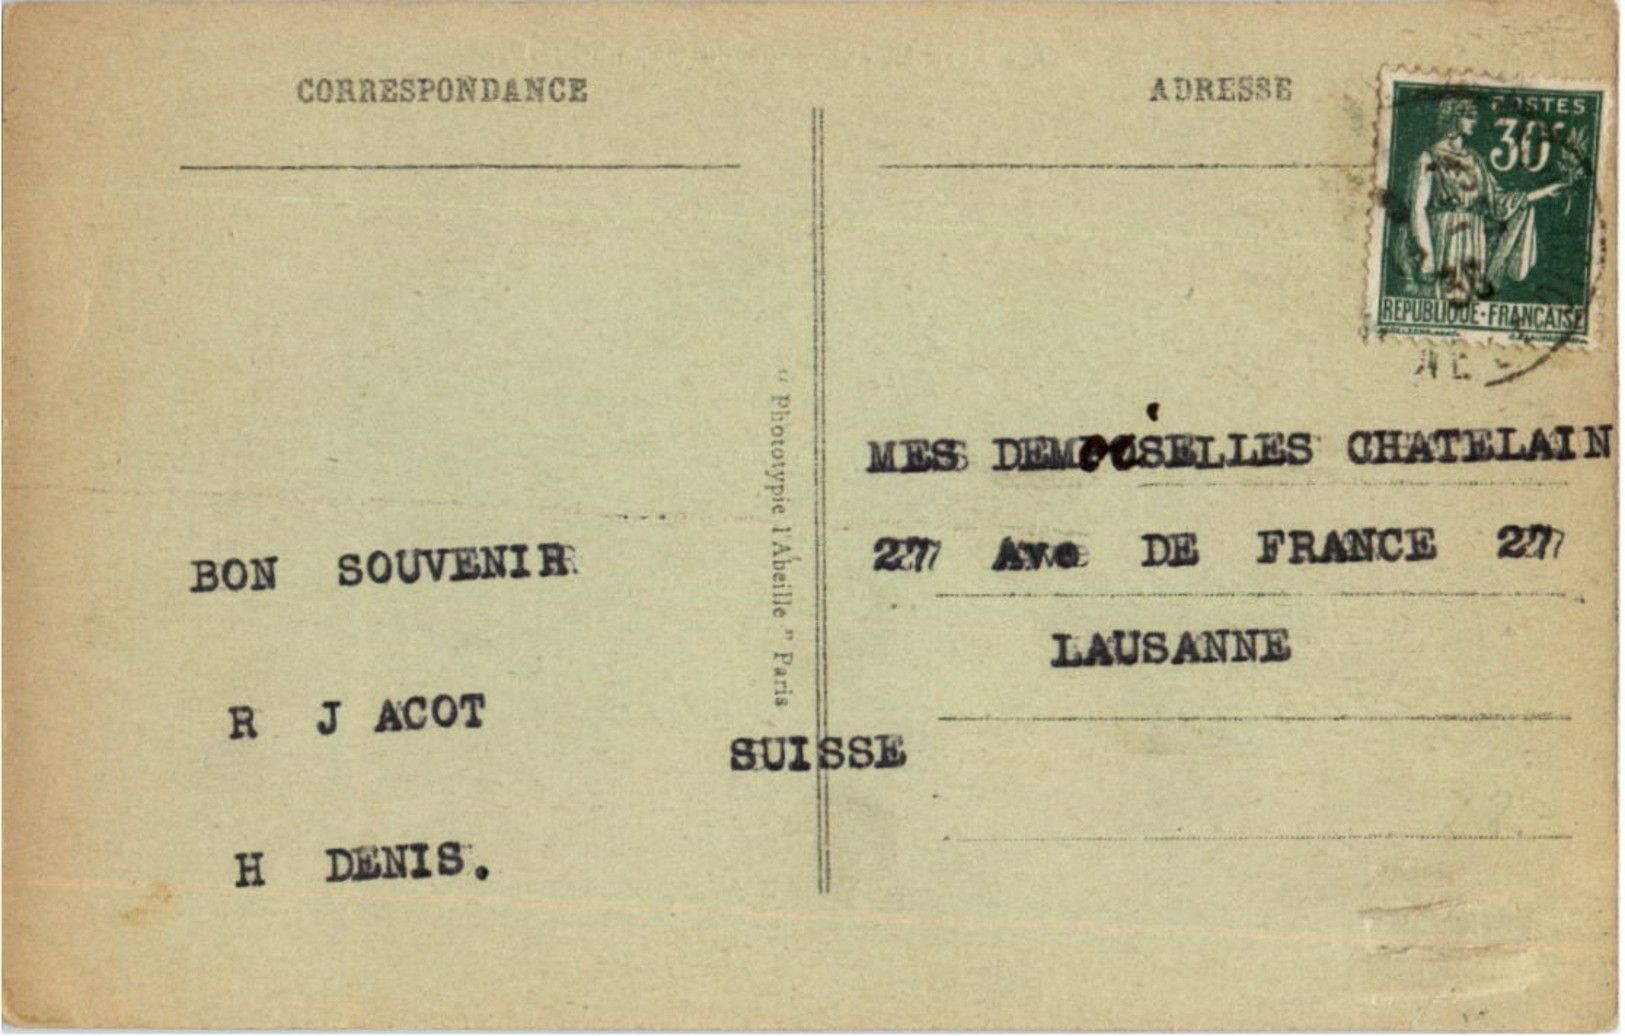 CORRESPONDANCE
ADRESSE
POSTES
30c
REPUBLIQUE-FRANÇAISE
BON SOUVENIR
R J ACOT
H DENIS.
" Phototypie l'Abeille " Paris
MES DEMOISELLES CHATELAIN
27 Ave DE FRANCE 27
LAUSANNE
SUISSE